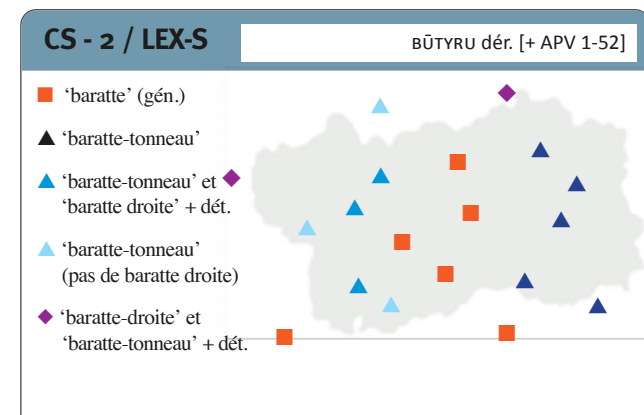 CS - 2 / LEX-S
BŪTYRU dér. [+ APV 1-52]
‘baratte’ (gén.)
‘baratte-tonneau’
‘baratte-tonneau’ et
‘baratte droite’ + dét.
‘baratte-tonneau’
(pas de baratte droite)
‘baratte-droite’ et
‘baratte-tonneau’ + dét.